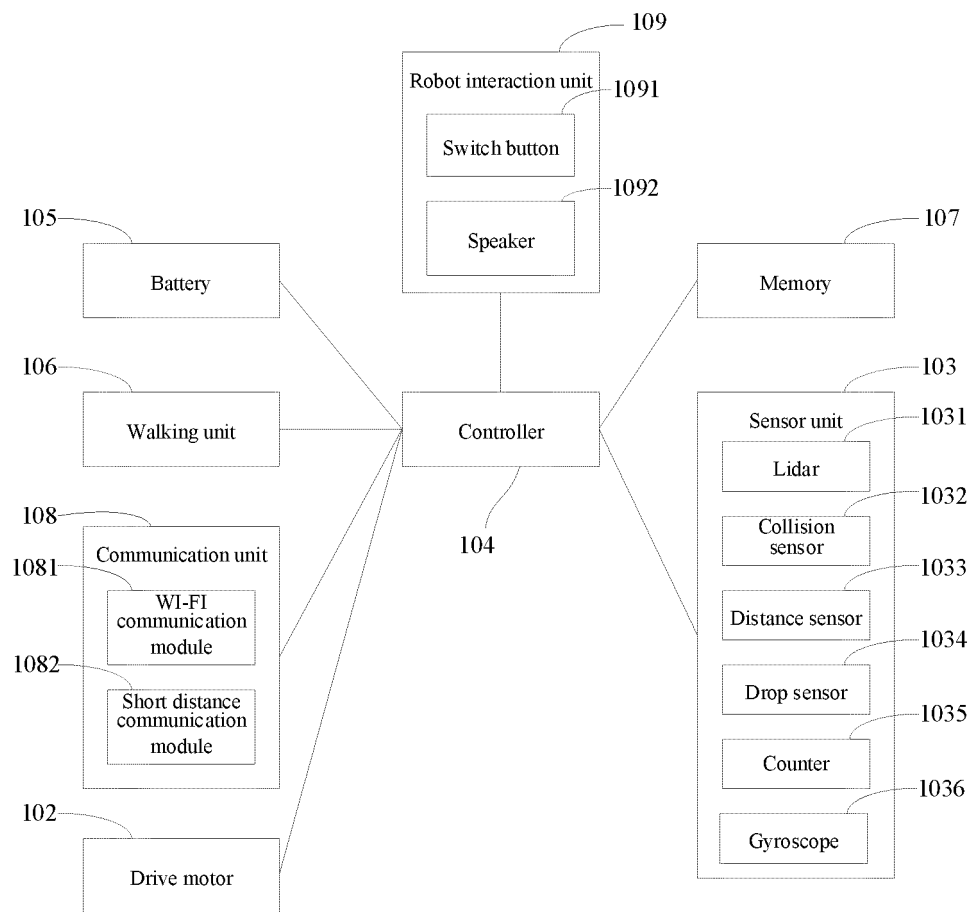 109
Robot interaction unit
1091
Switch button
1092
Speaker
105
Battery
107
Memory
106
Walking unit
Controller
104
103
Sensor unit
1031
Lidar
1032
Collision
sensor
1033
Distance sensor
1034
Drop sensor
1035
Counter
1036
Gyroscope
108
Communication unit
1081
WI-FI
communication
module
1082
Short distance
communication
module
102
Drive motor